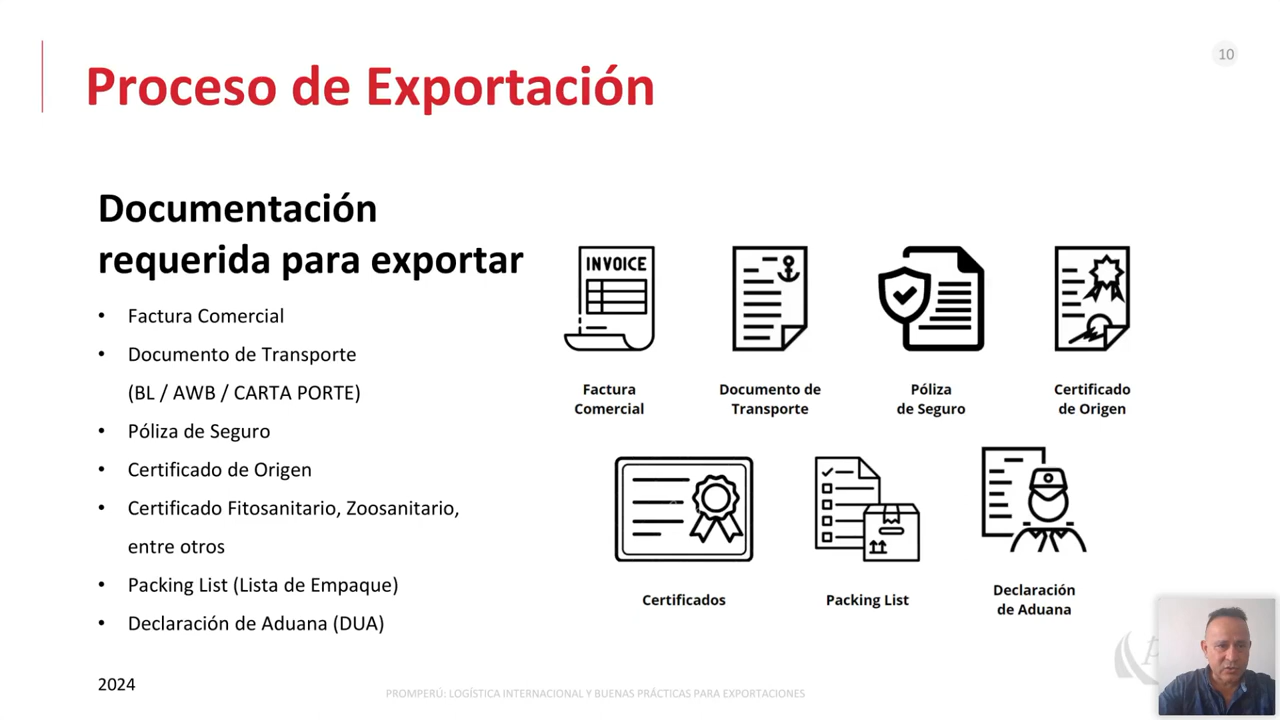 10
Proceso de Exportación
Documentación
requerida para exportar
• Factura Comercial
• Documento de Transporte
(BL / AWB / CARTA PORTE)
• Póliza de Seguro
• Certificado de Origen
• Certificado Fitosanitario, Zoosanitario,
entre otros
• Packing List (Lista de Empaque)
• Declaración de Aduana (DUA)
INVOICE
Factura
Comercial
Documento de
Transporte
Póliza
de Seguro
Certificado
de Origen
Certificados
Packing List
Declaración
de Aduana
2024
PROMPERÚ: LOGÍSTICA INTERNACIONAL Y BUENAS PRÁCTICAS PARA EXPORTACIONES